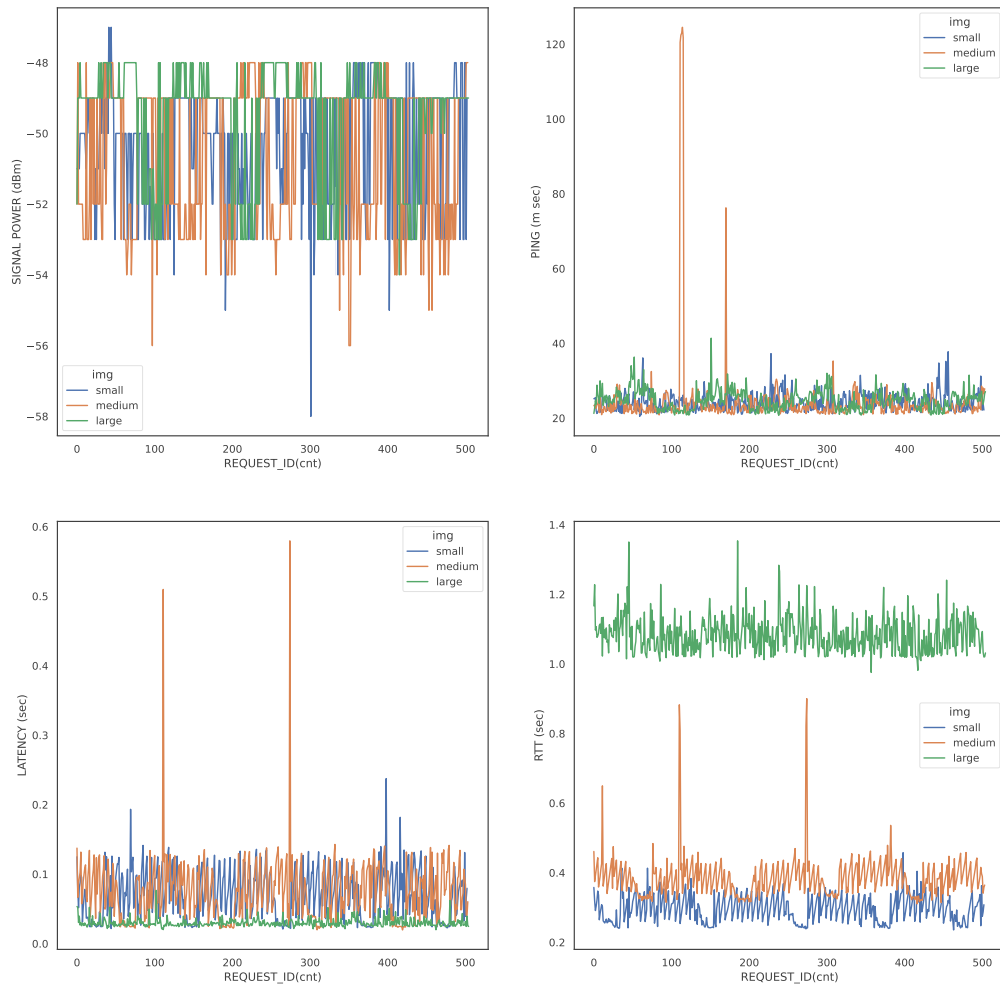 −48
−50
−52
−54
−56
−58
SIGNAL POWER (dBm)
img
small
medium
large
0 100 200 300 400 500
REQUEST_ID(cnt)
120
100
80
60
40
20
PING (m sec)
img
small
medium
large
0 100 200 300 400 500
REQUEST_ID(cnt)
0.6
0.5
0.4
0.3
0.2
0.1
0.0
LATENCY (sec)
img
small
medium
large
0 100 200 300 400 500
REQUEST_ID(cnt)
1.4
1.2
1.0
0.8
0.6
0.4
0.2
RTT (sec)
img
small
medium
large
0 100 200 300 400 500
REQUEST_ID(cnt)